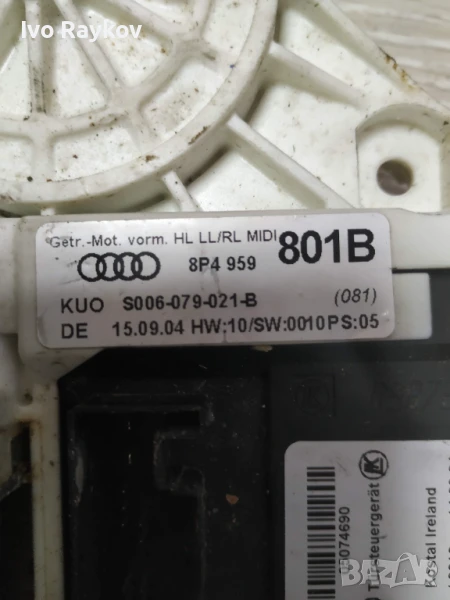 Ivo Raykov
Getr.-Mot. vorm. HL LL/RL MIDI
8P4 959 801B
KUO S006-079-021-B (081)
DE 15.09.04 HW:10/SW:0010PS:05
Kostal Ireland
bazar